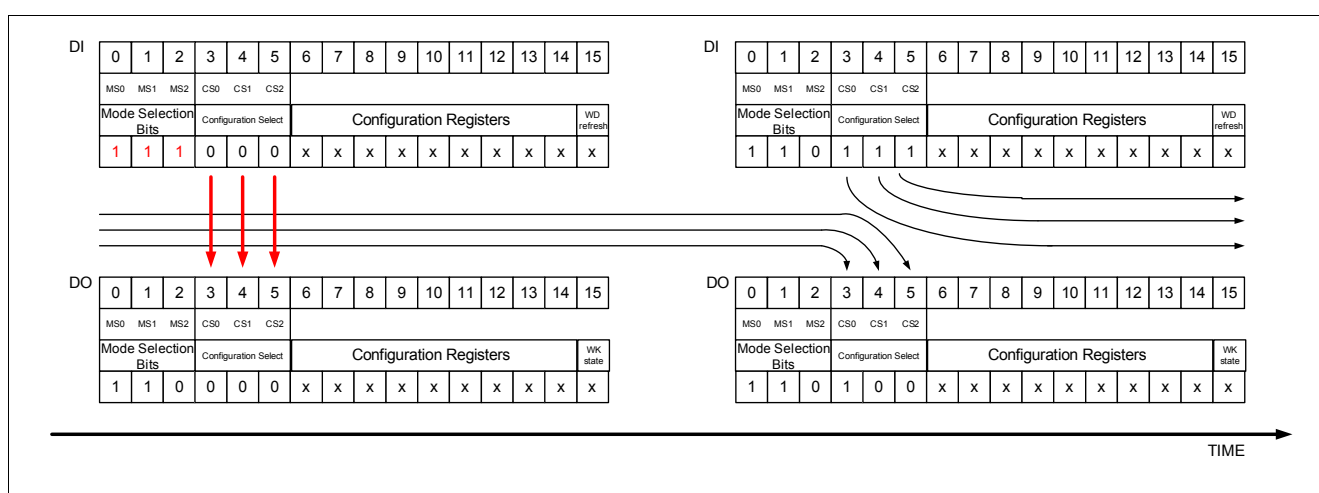 DI 0 1 2 3 4 5 6 7 8 9 10 11 12 13 14 15
MS0 MS1 MS2 CS0 CS1 CS2
Mode Selection Bits Configuration Select Configuration Registers WD refresh
1 1 1 0 0 0 x x x x x x x x x x
DI 0 1 2 3 4 5 6 7 8 9 10 11 12 13 14 15
MS0 MS1 MS2 CS0 CS1 CS2
Mode Selection Bits Configuration Select Configuration Registers WD refresh
1 1 0 1 1 1 x x x x x x x x x x
DO 0 1 2 3 4 5 6 7 8 9 10 11 12 13 14 15
MS0 MS1 MS2 CS0 CS1 CS2
Mode Selection Bits Configuration Select Configuration Registers WK state
1 1 0 0 0 0 x x x x x x x x x x
DO 0 1 2 3 4 5 6 7 8 9 10 11 12 13 14 15
MS0 MS1 MS2 CS0 CS1 CS2
Mode Selection Bits Configuration Select Configuration Registers WK state
1 1 0 1 0 0 x x x x x x x x x x
TIME